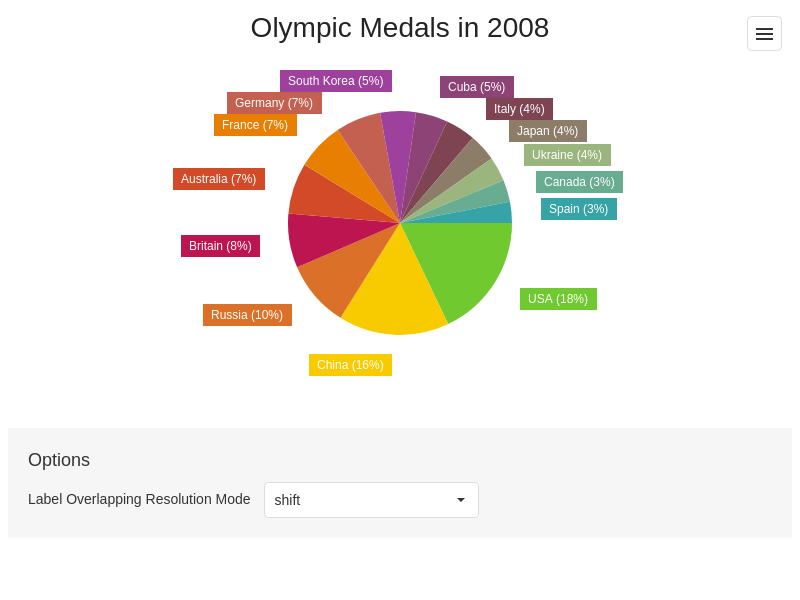 Olympic Medals in 2008
South Korea (5%)
Cuba (5%)
Germany (7%)
Italy (4%)
France (7%)
Japan (4%)
Ukraine (4%)
Australia (7%)
Canada (3%)
Spain (3%)
Britain (8%)
USA (18%)
Russia (10%)
China (16%)
Options
Label Overlapping Resolution Mode shift